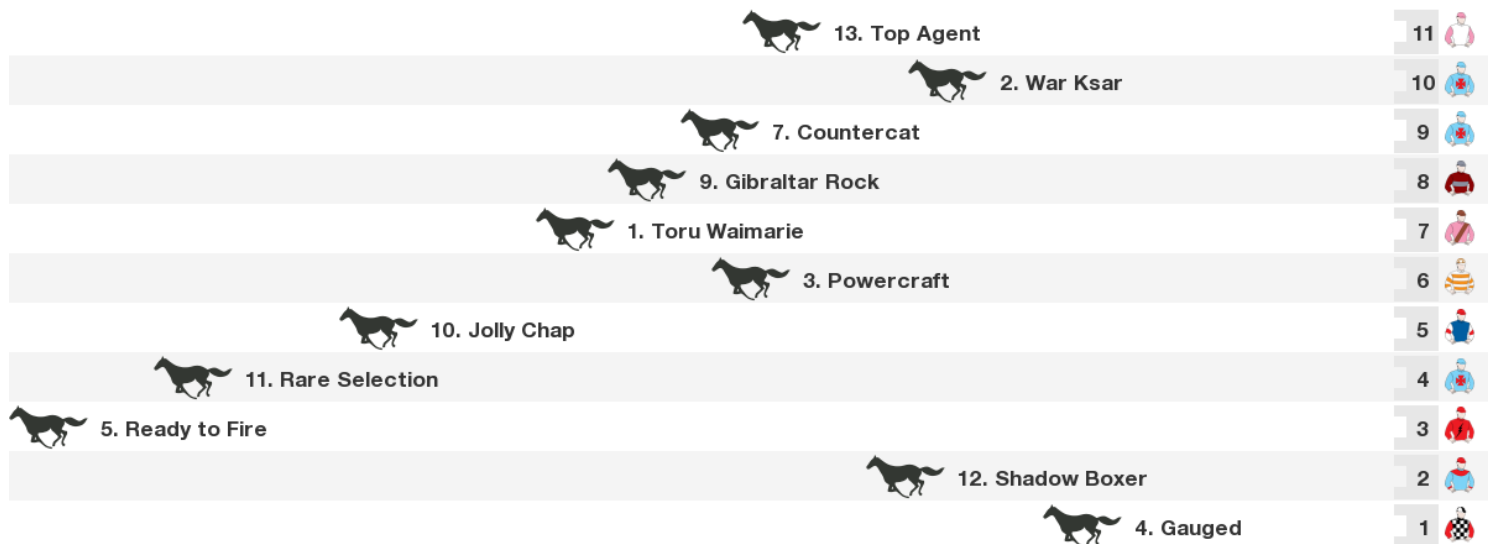 13. Top Agent 11
2. War Ksar 10
7. Countercat 9
9. Gibraltar Rock 8
1. Toru Waimarie 7
3. Powercraft 6
10. Jolly Chap 5
11. Rare Selection 4
5. Ready to Fire 3
12. Shadow Boxer 2
4. Gauged 1